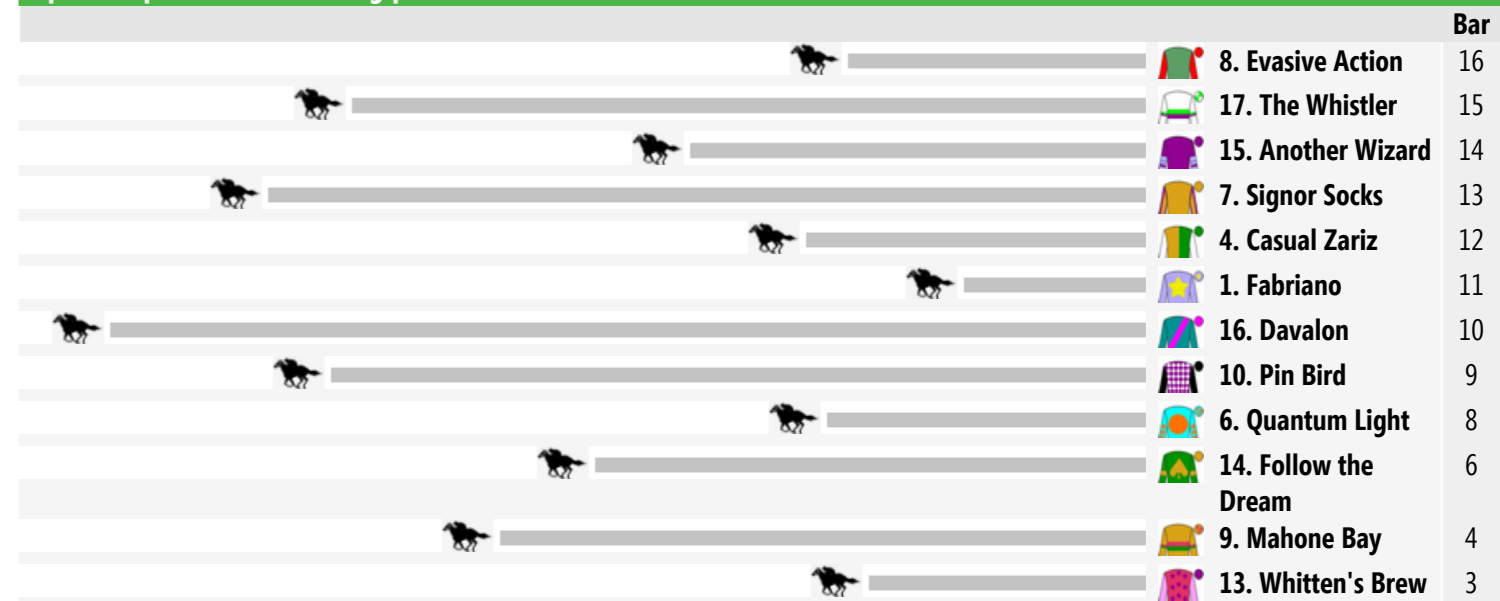 Bar
8. Evasive Action 16
17. The Whistler 15
15. Another Wizard 14
7. Signor Socks 13
4. Casual Zariz 12
1. Fabriano 11
16. Davalon 10
10. Pin Bird 9
6. Quantum Light 8
14. Follow the 6
Dream
9. Mahone Bay 4
13. Whitten's Brew 3